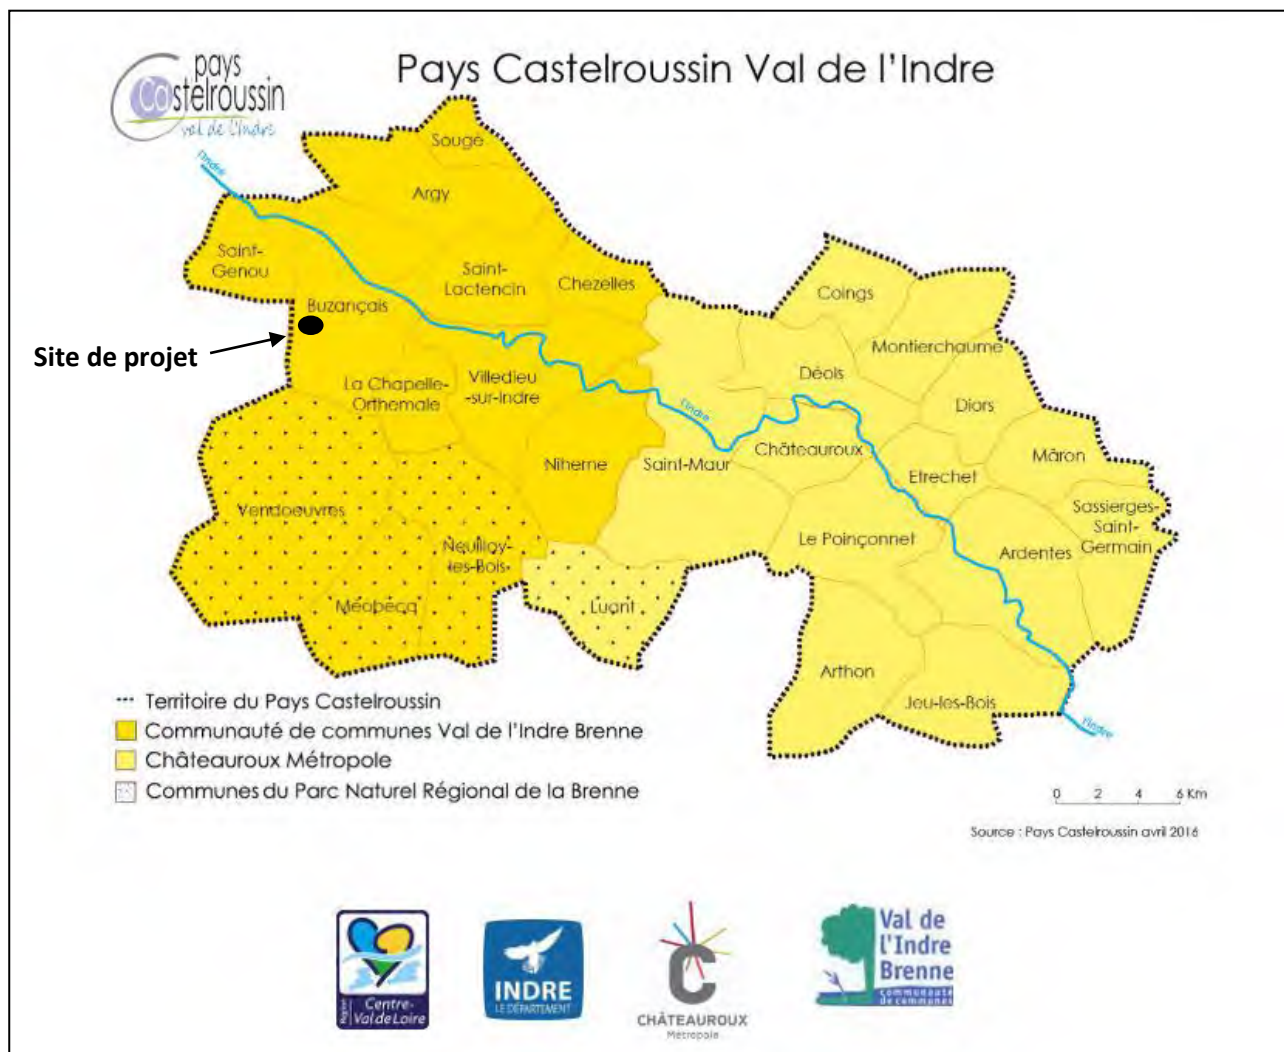 pays
Castelroussin
val de l'Indre
Pays Castelroussin Val de l'Indre
l'Indre
Sougé
Argy
Saint-
Genou
Saint-
Lactencin
Chezelles
Buzançais
Coings
Montierchaume
Site de projet
La Chapelle-
Orthemale
Villedieu
-sur-Indre
Déols
Diors
l'Indre
Niherne
Saint-Maur
Châteauroux
Etrechet
Mâron
Vendoeuvres
Neuillay-
les-Bois
Le Poinçonnet
Ardentes
Sassierges-
Saint-
Germain
Méobecq
Luant
Arthon
Jeu-les-Bois
l'Indre
Territoire du Pays Castelroussin
Communauté de communes Val de l'Indre Brenne
Châteauroux Métropole
Communes du Parc Naturel Régional de la Brenne
0 2 4 6 Km
Source : Pays Castelroussin avril 2016
Région
Centre-
Val de Loire
INDRE
LE DÉPARTEMENT
CHÂTEAUROUX
Métropole
Val de
l'Indre
Brenne
communauté
de communes